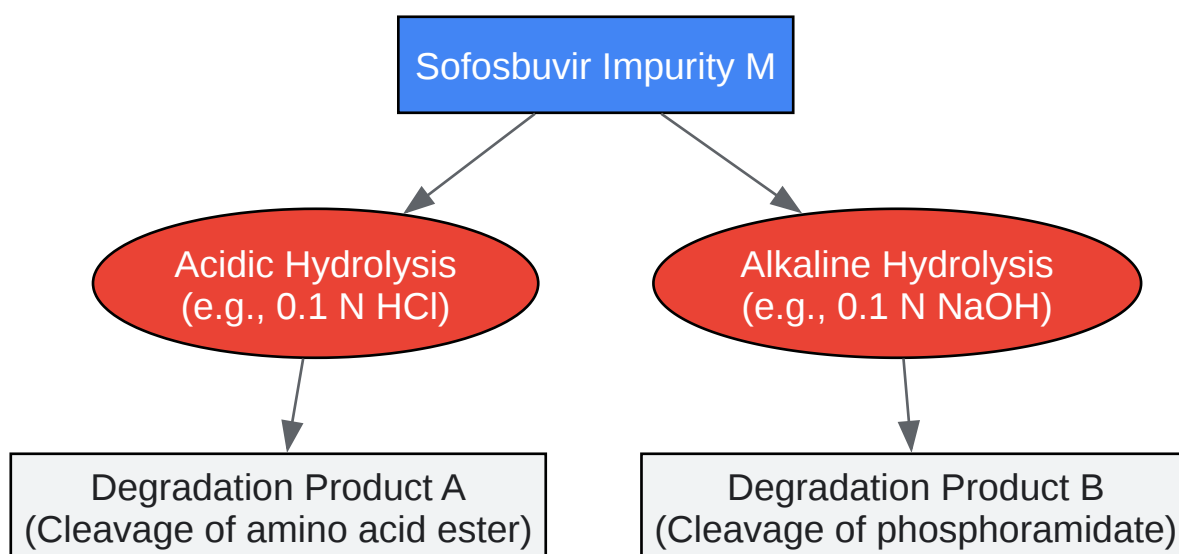 Sofosbuvir Impurity M
Acidic Hydrolysis
(e.g., 0.1 N HCl)
Alkaline Hydrolysis
(e.g., 0.1 N NaOH)
Degradation Product A
(Cleavage of amino acid ester)
Degradation Product B
(Cleavage of phosphoramidate)